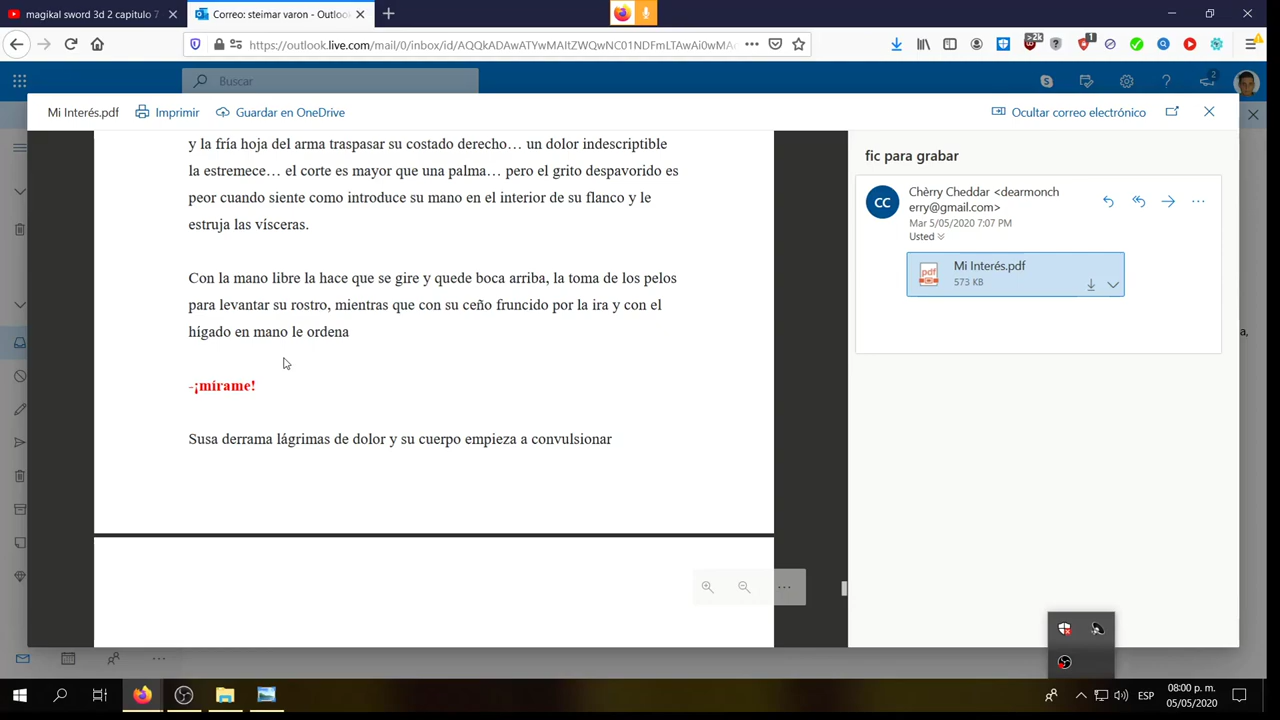 magikal sword 3d 2 capitulo 7
Correo: steimar varon - Outlook
https://outlook.live.com/mail/0/inbox/id/AQQkADAwATYwMAItZWQwNC01NDFmLTAwAi0wMAc
>2k
1
Buscar
2
Mi Interés.pdf
Imprimir
Guardar en OneDrive
Ocultar correo electrónico
y la fría hoja del arma traspasar su costado derecho… un dolor indescriptible
la estremece… el corte es mayor que una palma… pero el grito despavorido es
peor cuando siente como introduce su mano en el interior de su flanco y le
estruja las vísceras.
Con la mano libre la hace que se gire y quede boca arriba, la toma de los pelos
para levantar su rostro, mientras que con su ceño fruncido por la ira y con el
hígado en mano le ordena
-¡mírame!
Susa derrama lágrimas de dolor y su cuerpo empieza a convulsionar
fic para grabar
CC
Chèrry Cheddar <dearmonch
erry@gmail.com>
Mar 5/05/2020 7:07 PM
Usted
pdf
Mi Interés.pdf
573 KB
a,
ESP
08:00 p. m.
05/05/2020